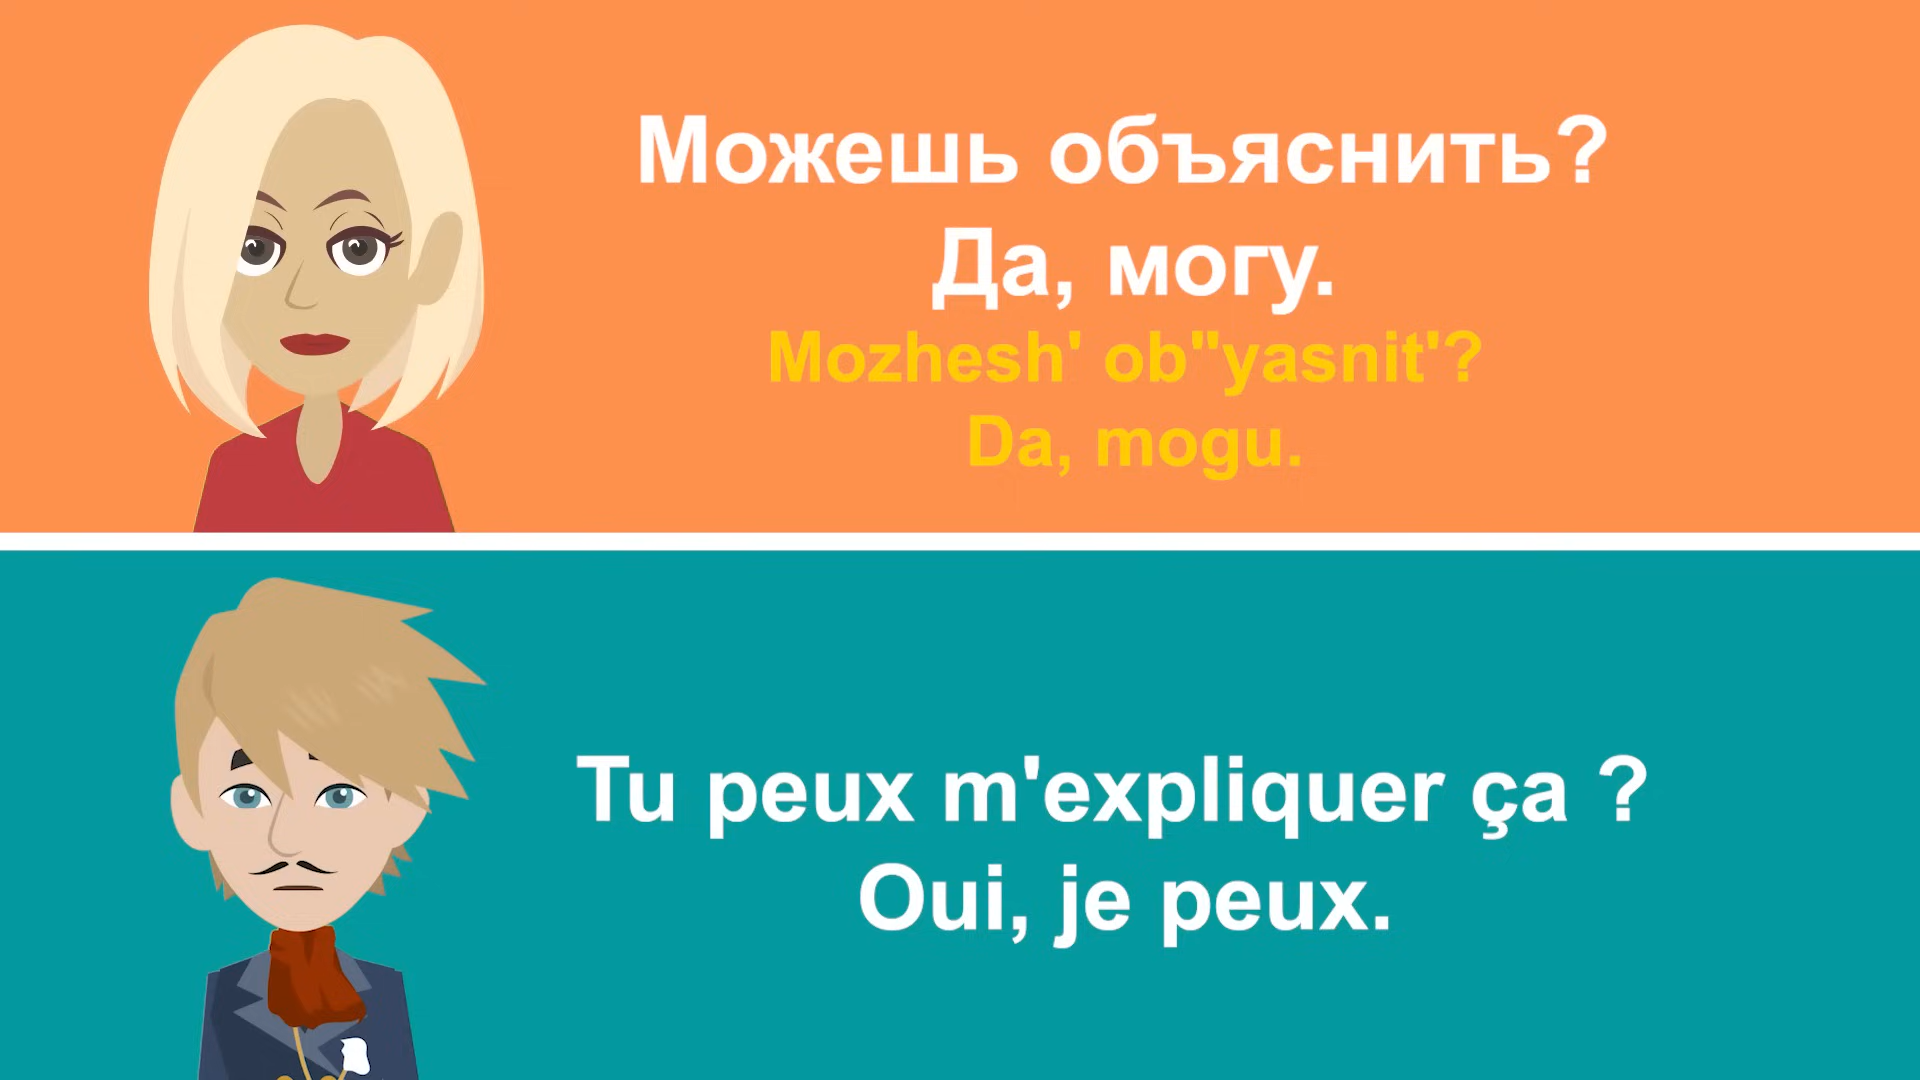 Можешь объяснить?
Да, могу.
Mozhesh' ob"yasnit'?
Da, mogu.
Tu peux m'expliquer ça ?
Oui, je peux.